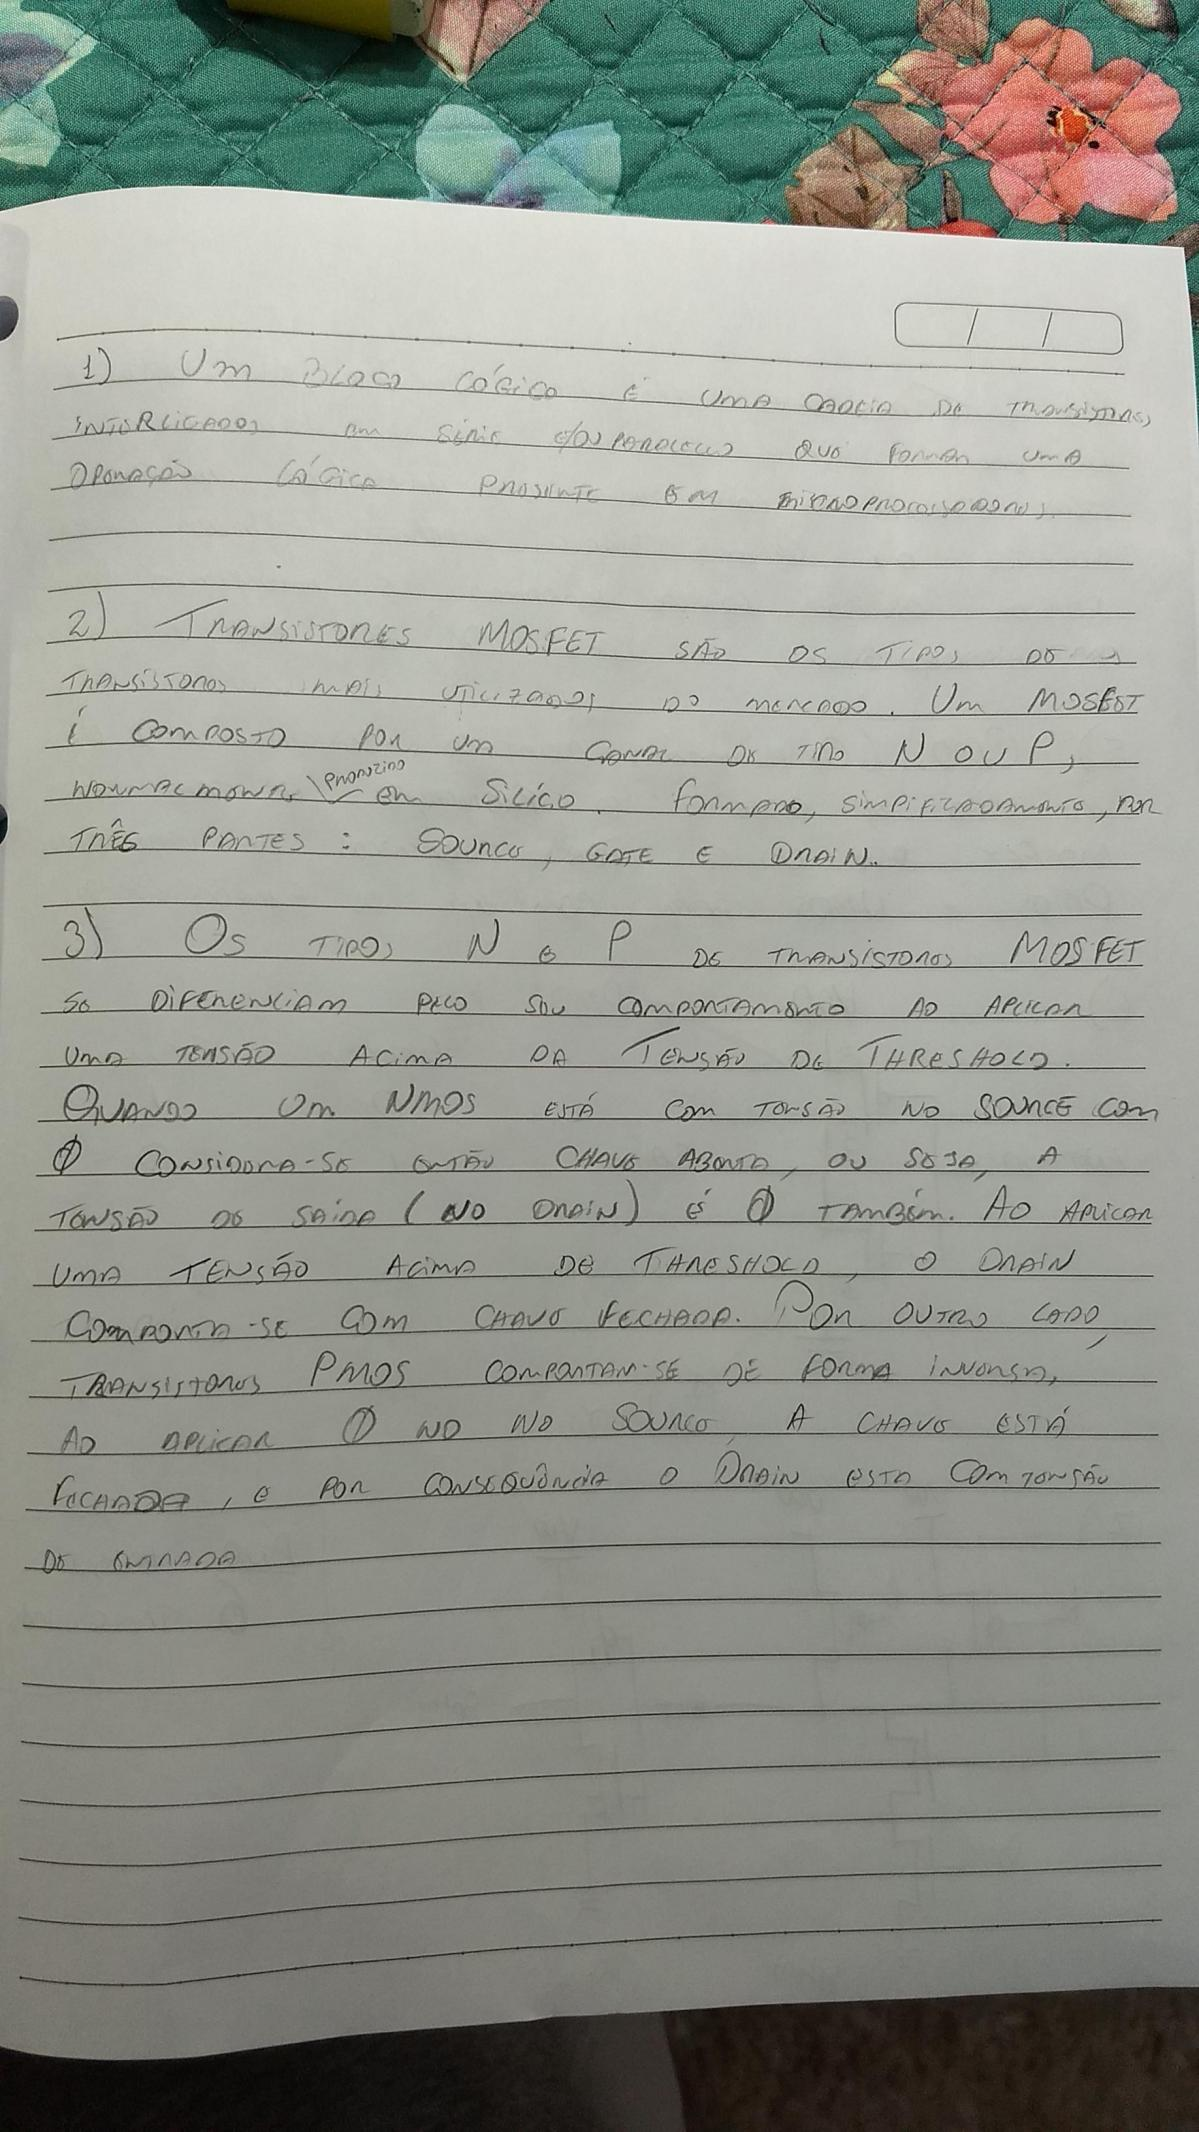 1) Um BLOCO LÓGICO É UMA CADEIA DE TRANSISTORES
INTERLIGADOS EM SÉRIE E/OU PARALELO QUE FORMAM UMA
OPERAÇÃO LÓGICA PRESENTE EM MICROPROCESSADORES.
2) TRANSISTORES MOSFET SÃO OS TIPOS DE
TRANSISTORES MAIS UTILIZADOS DO MERCADO. Um MOSFET
É COMPOSTO POR UM CANAL DE TIPO N OU P,
NORMALMENTE PRODUZIDO EM SILÍCIO. FORMADO, SIMPIFICADAMENTE, POR
TRÊS PARTES: SOURCE, GATE E DRAIN.
3) OS TIPOS N E P DE TRANSISTORES MOSFET
SE DIFERENCIAM PELO SEU COMPORTAMENTO AO APLICAR
UMA TENSÃO ACIMA DA TENSÃO DE THRESHOLD.
QUANDO UM NMOS ESTÁ COM TENSÃO NO SOURCE COM
0 CONSIDERA-SE ENTÃO CHAVE ABERTA, OU SEJA, A
TENSÃO DE SAÍDA (NO DRAIN) É 0 TAMBÉM. AO APLICAR
UMA TENSÃO ACIMA DE THRESHOLD, O DRAIN
COMPORTA-SE COM CHAVE FECHADA. POR OUTRO LADO,
TRANSISTORES PMOS COMPORTAM-SE DE FORMA INVERSA,
AO APLICAR 0 NO NO SOURCE A CHAVE ESTÁ
FECHADA, E POR CONSEQUÊNCIA O DRAIN ESTA COM TENSÃO
DE ENTRADA